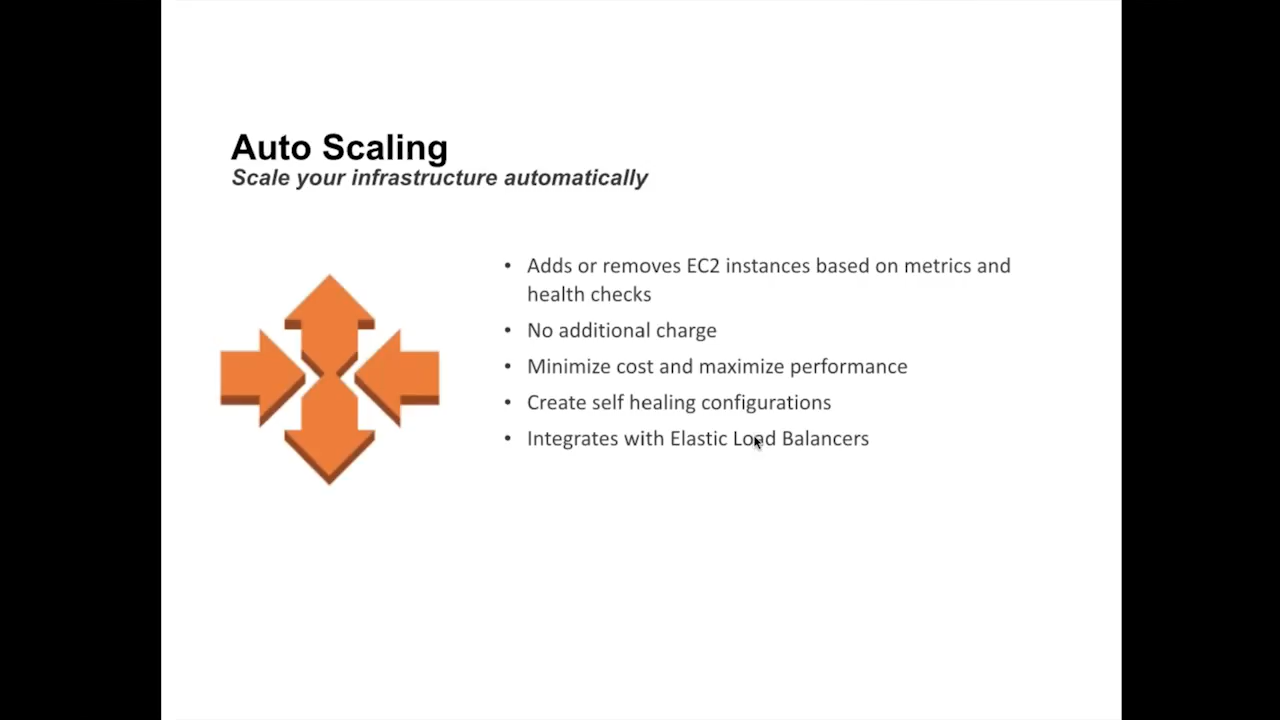 Auto Scaling
Scale your infrastructure automatically
• Adds or removes EC2 instances based on metrics and
health checks
• No additional charge
• Minimize cost and maximize performance
• Create self healing configurations
• Integrates with Elastic Load Balancers